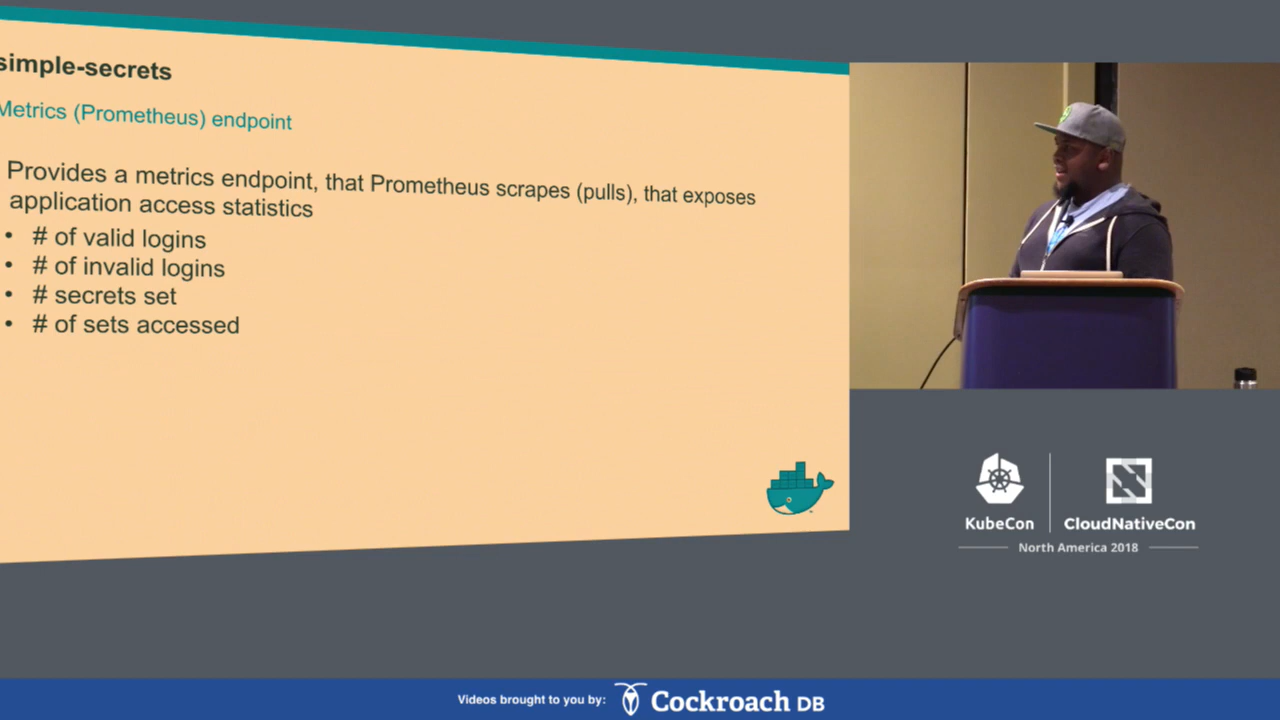 simple-secrets
Metrics (Prometheus) endpoint
Provides a metrics endpoint, that Prometheus scrapes (pulls), that exposes
application access statistics
• # of valid logins
• # of invalid logins
• # secrets set
• # of sets accessed
KubeCon
CloudNativeCon
North America 2018
Videos brought to you by:
Cockroach DB